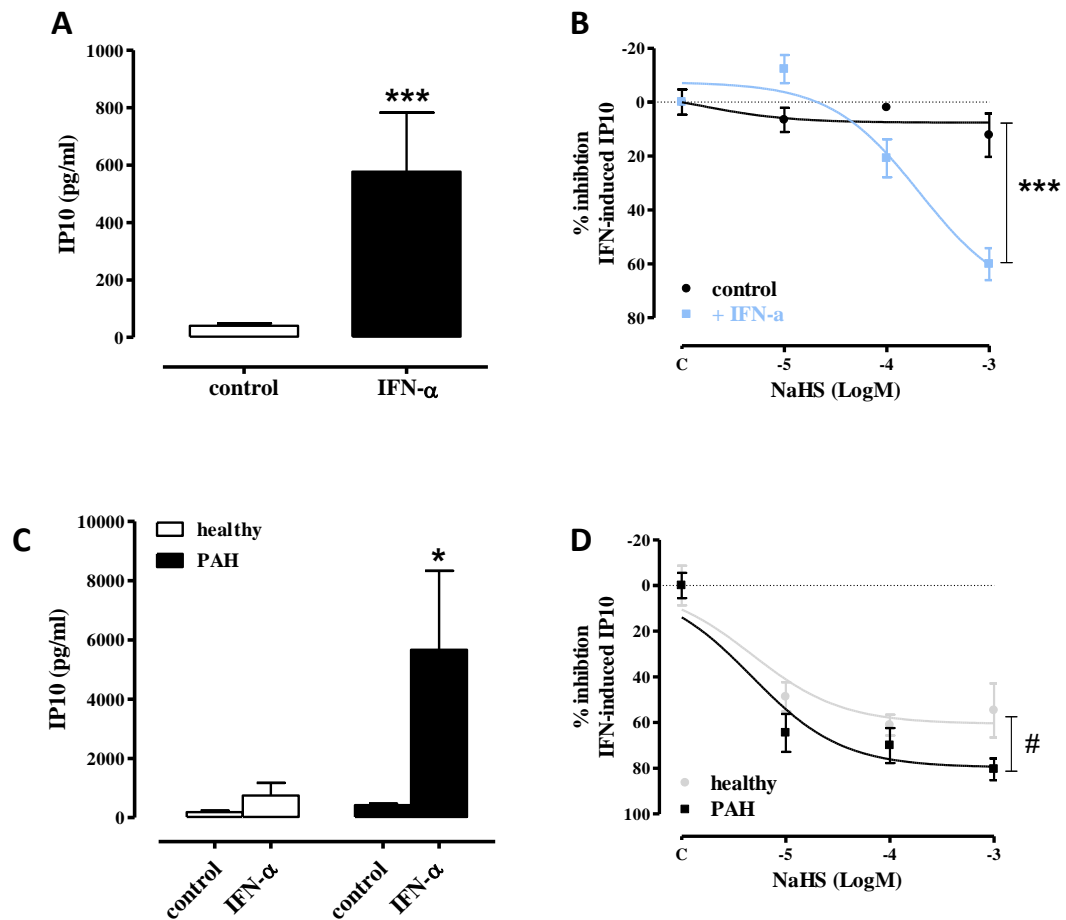 A
1000
800
600
400
200
0
IP10 (pg/ml)
***
control
IFN-α
B
-20
0
20
40
60
80
% inhibtion
IFN-induced IP10
***
control
+ IFN-a
C
-5
-4
-3
NaHS (LogM)
C
10000
8000
6000
4000
2000
0
IP10 (pg/ml)
healthy
PAH
*
control
IFN-α
control
IFN-α
D
-20
0
20
40
60
80
100
% inhibtion
IFN-induced IP10
#
healthy
PAH
C
-5
-4
-3
NaHS (LogM)